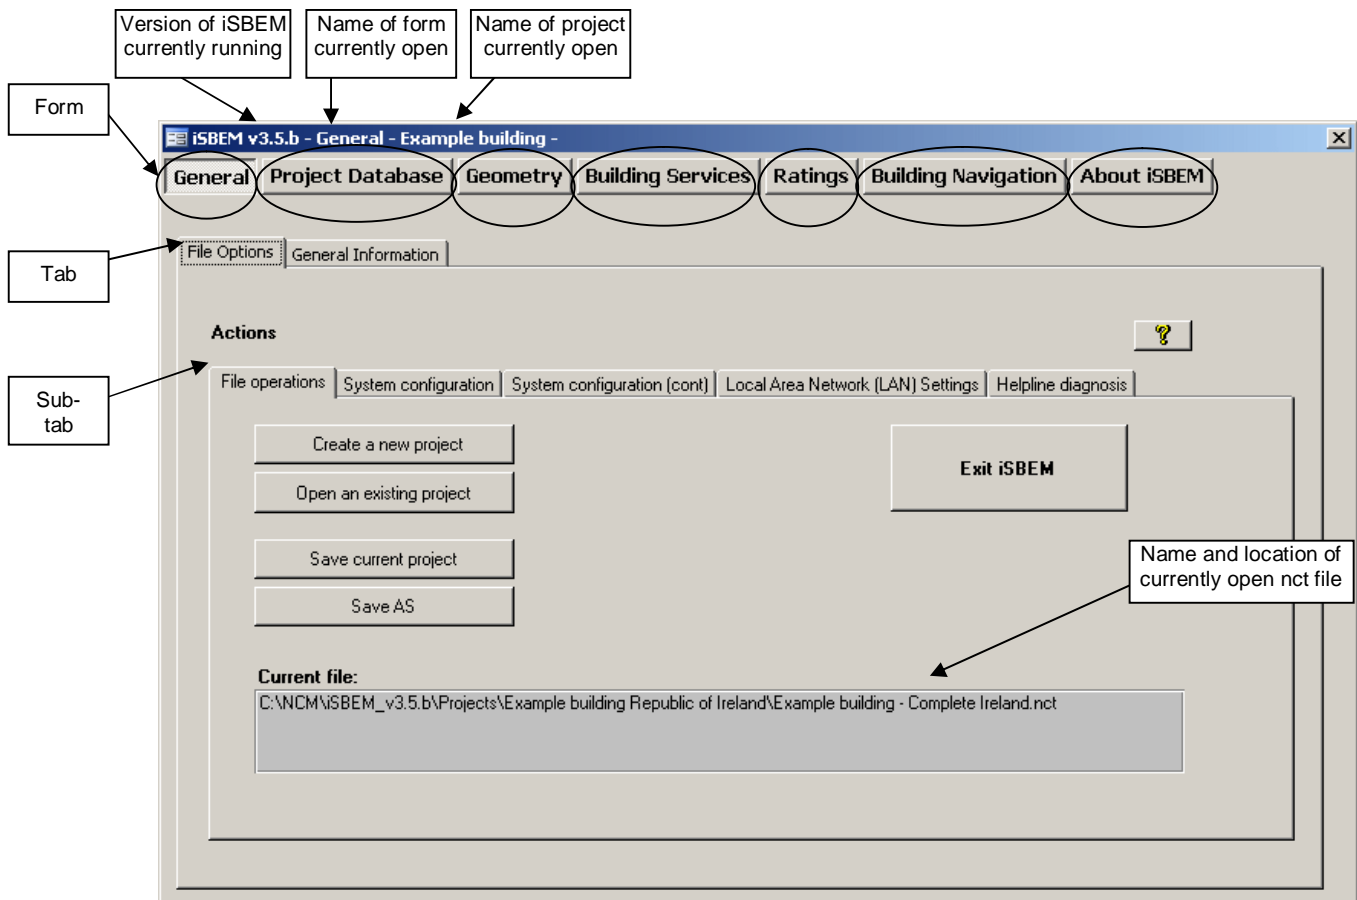 Version of iSBEM
currently running
Name of form
currently open
Name of project
currently open
Form
iSBEM v3.5.b - General - Example building -
General
Project Database
Geometry
Building Services
Ratings
Building Navigation
About iSBEM
Tab
File Options
General Information
Actions
?
Sub-
tab
File operations
System configuration
System configuration (cont)
Local Area Network (LAN) Settings
Helpline diagnosis
Create a new project
Exit iSBEM
Open an existing project
Save current project
Name and location of
currently open nct file
Save AS
Current file:
C:\NCM\iSBEM_v3.5.b\Projects\Example building Republic of Ireland\Example building - Complete Ireland.nct